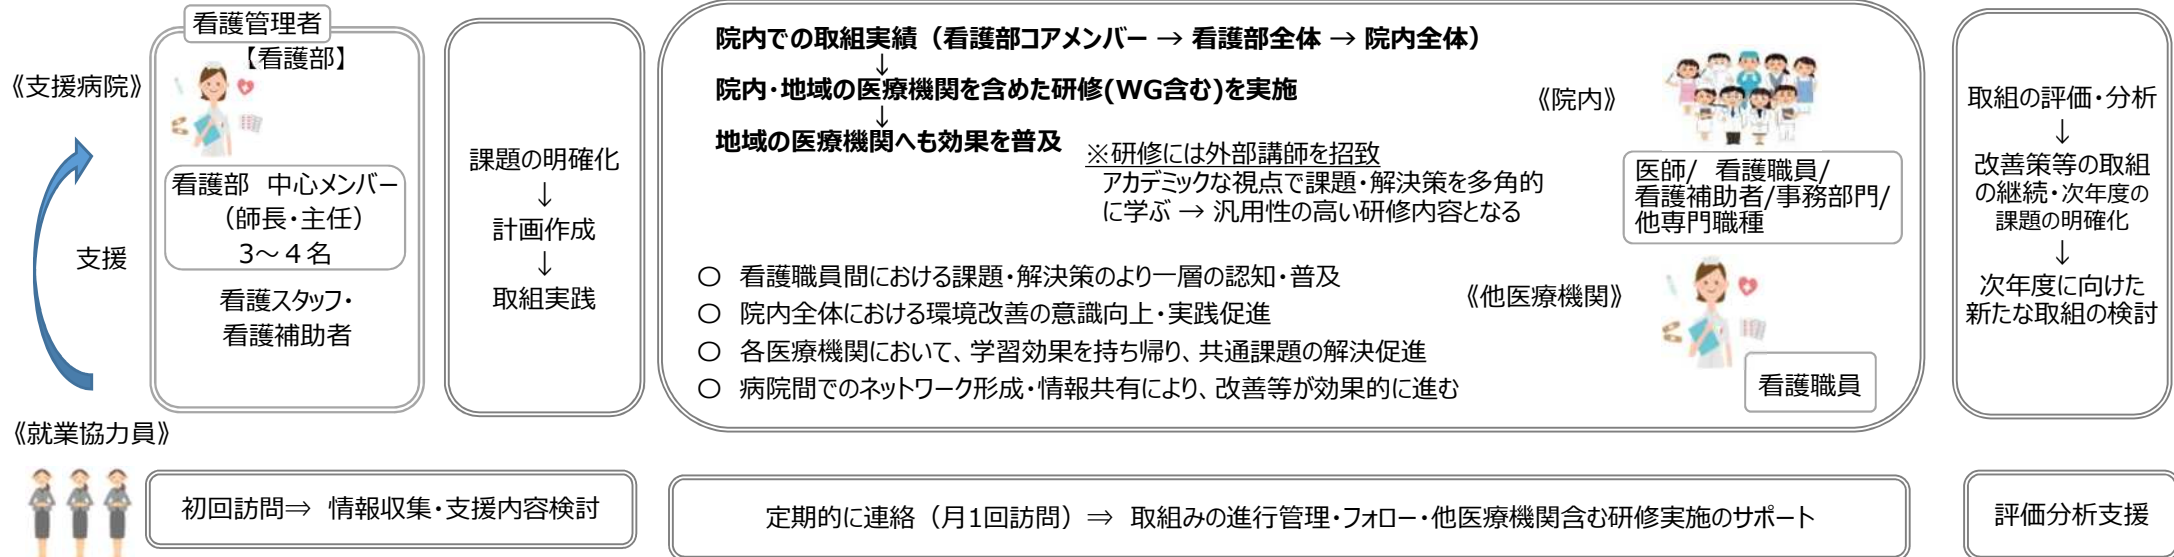 《支援病院》
支援
《就業協力員》
看護管理者
【看護部】
看護部　中心メンバー
（師長・主任）
3～４名
看護スタッフ・
看護補助者
課題の明確化
↓
計画作成
↓
取組実践
院内での取組実績（看護部コアメンバー → 看護部全体 → 院内全体）
↓
院内・地域の医療機関を含めた研修(WG含む)を実施
↓
地域の医療機関へも効果を普及
※研修には外部講師を招致
アカデミックな視点で課題・解決策を多角的
に学ぶ → 汎用性の高い研修内容となる
《院内》
医師/　看護職員/
看護補助者/事務部門/
他専門職種
〇　看護職員間における課題・解決策のより一層の認知・普及
〇　院内全体における環境改善の意識向上・実践促進
〇　各医療機関において、学習効果を持ち帰り、共通課題の解決促進
〇　病院間でのネットワーク形成・情報共有により、改善等が効果的に進む
《他医療機関》
看護職員
取組の評価・分析
↓
改善策等の取組
の継続・次年度の
課題の明確化
↓
次年度に向けた
新たな取組の検討
初回訪問⇒　情報収集・支援内容検討
定期的に連絡（月1回訪問）⇒　取組みの進行管理・フォロー・他医療機関含む研修実施のサポート
評価分析支援